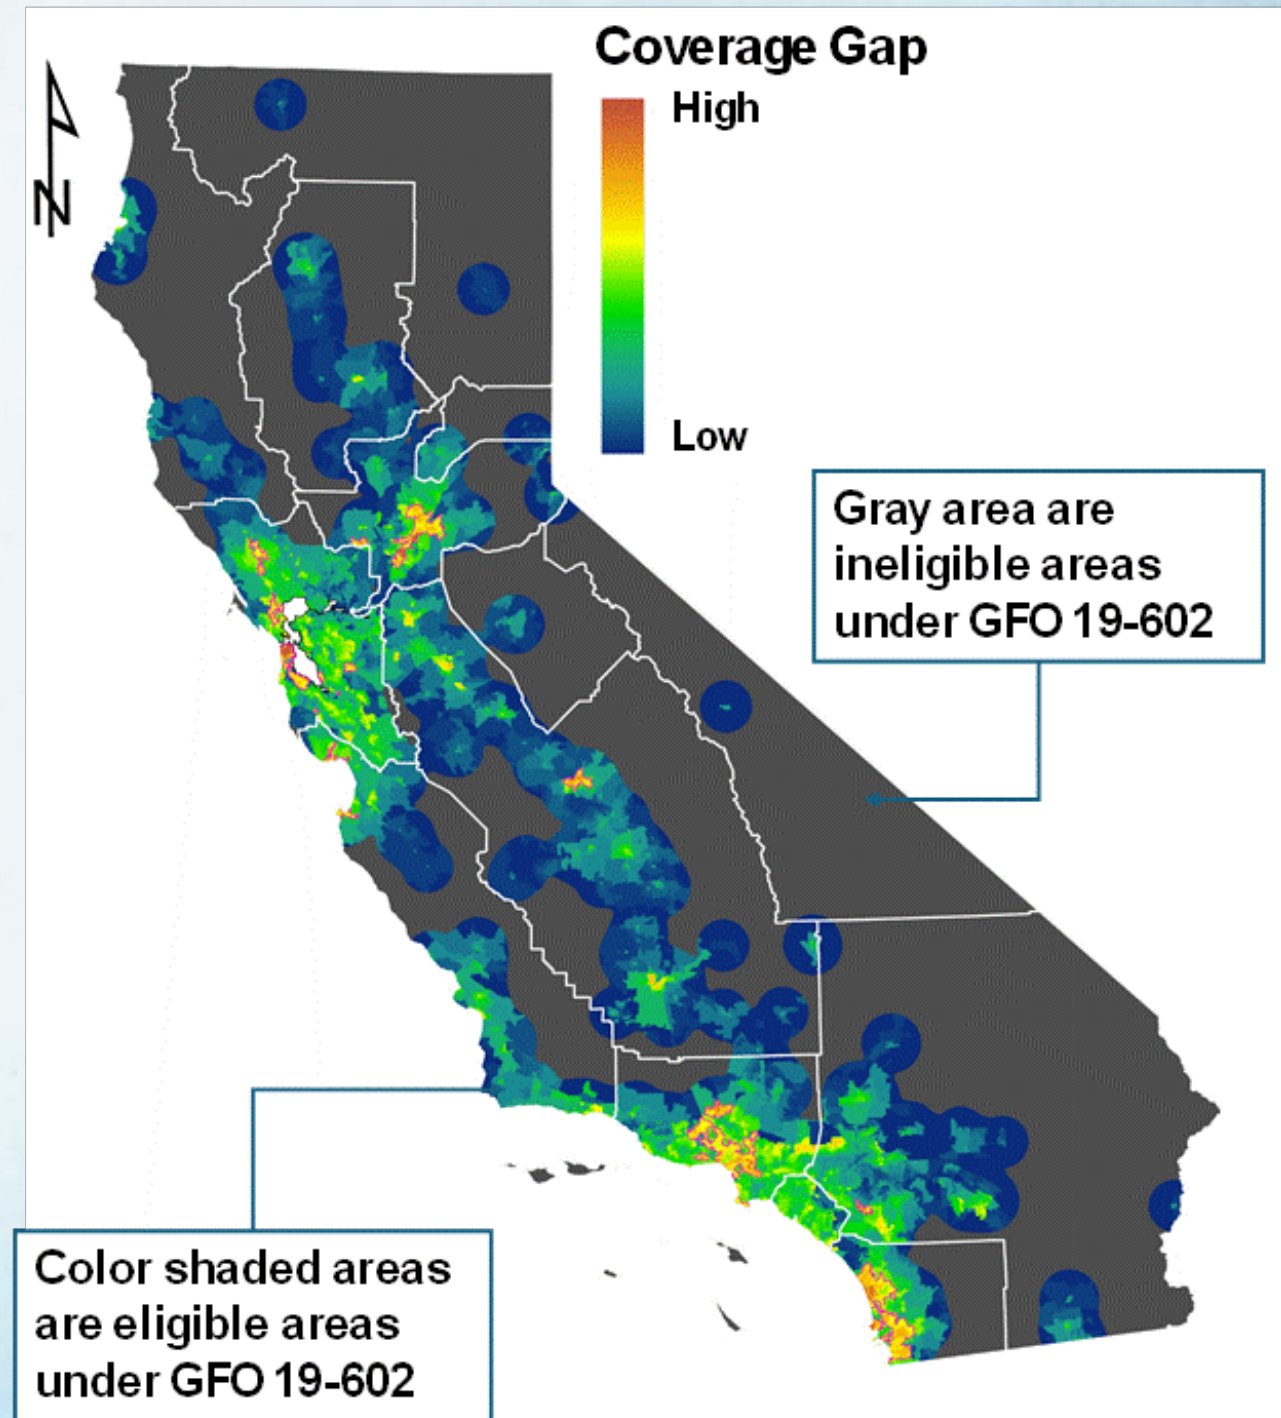 Coverage Gap
High
Low
N
Gray area are
ineligible areas
under GFO 19-602
Color shaded areas
are eligible areas
under GFO 19-602